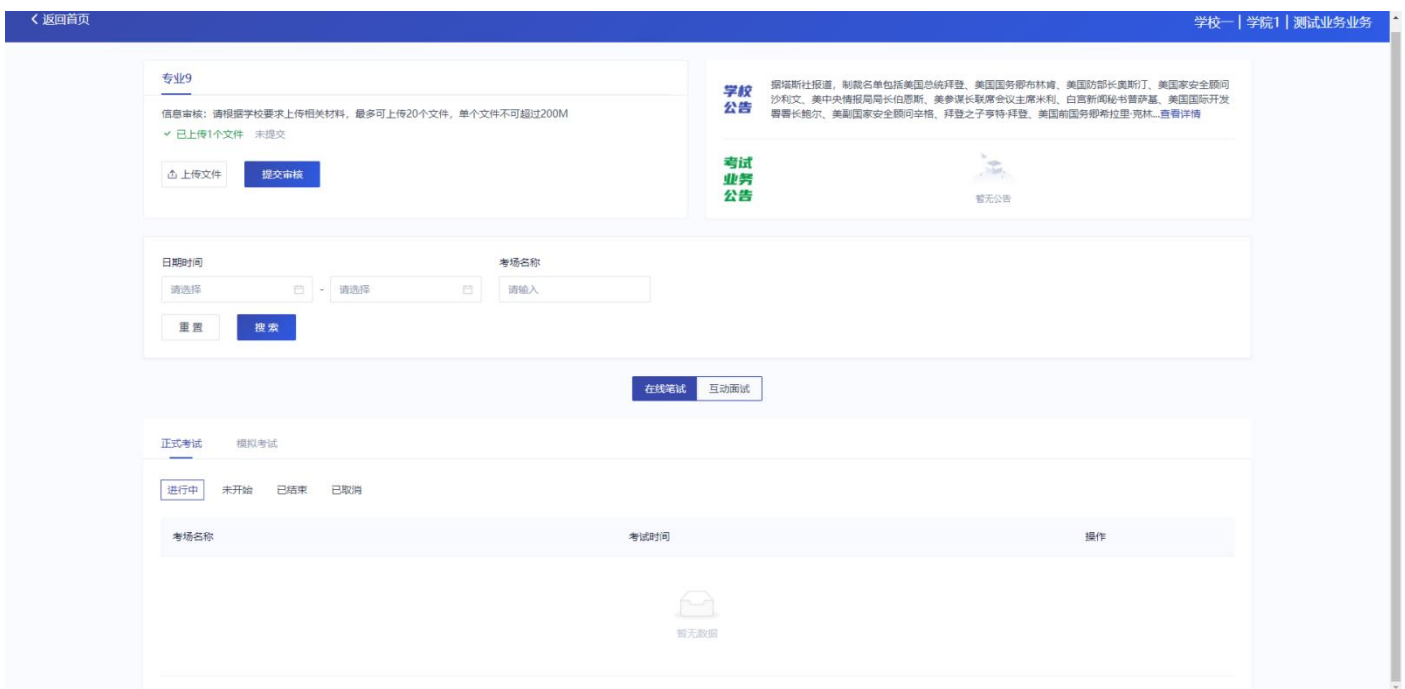 返回首页
学校一 | 学院1 | 测试业务业务
专业9
信息审核：请根据学校要求上传相关材料，最多可上传20个文件，单个文件不可超过200M
已上传1个文件 未提交
上传文件
提交审核
学校
公告
据塔斯社报道，制裁名单包括美国总统拜登、美国国务卿布林肯、美国防部长奥斯汀、美国家安全顾问
沙利文、美中央情报局局长伯恩斯、美参谋长联席会议主席米利、白宫新闻秘书普萨基、美国国际开发
署署长鲍尔、美副国家安全顾问辛格、拜登之子亨特·拜登、美国前国务卿希拉里·克林...查看详情
考试
业务
公告
暂无公告
日期时间
考场名称
请选择 - 请选择
请输入
重置
搜索
在线笔试
互动面试
正式考试
模拟考试
进行中
未开始
已结束
已取消
考场名称
考试时间
操作
暂无数据